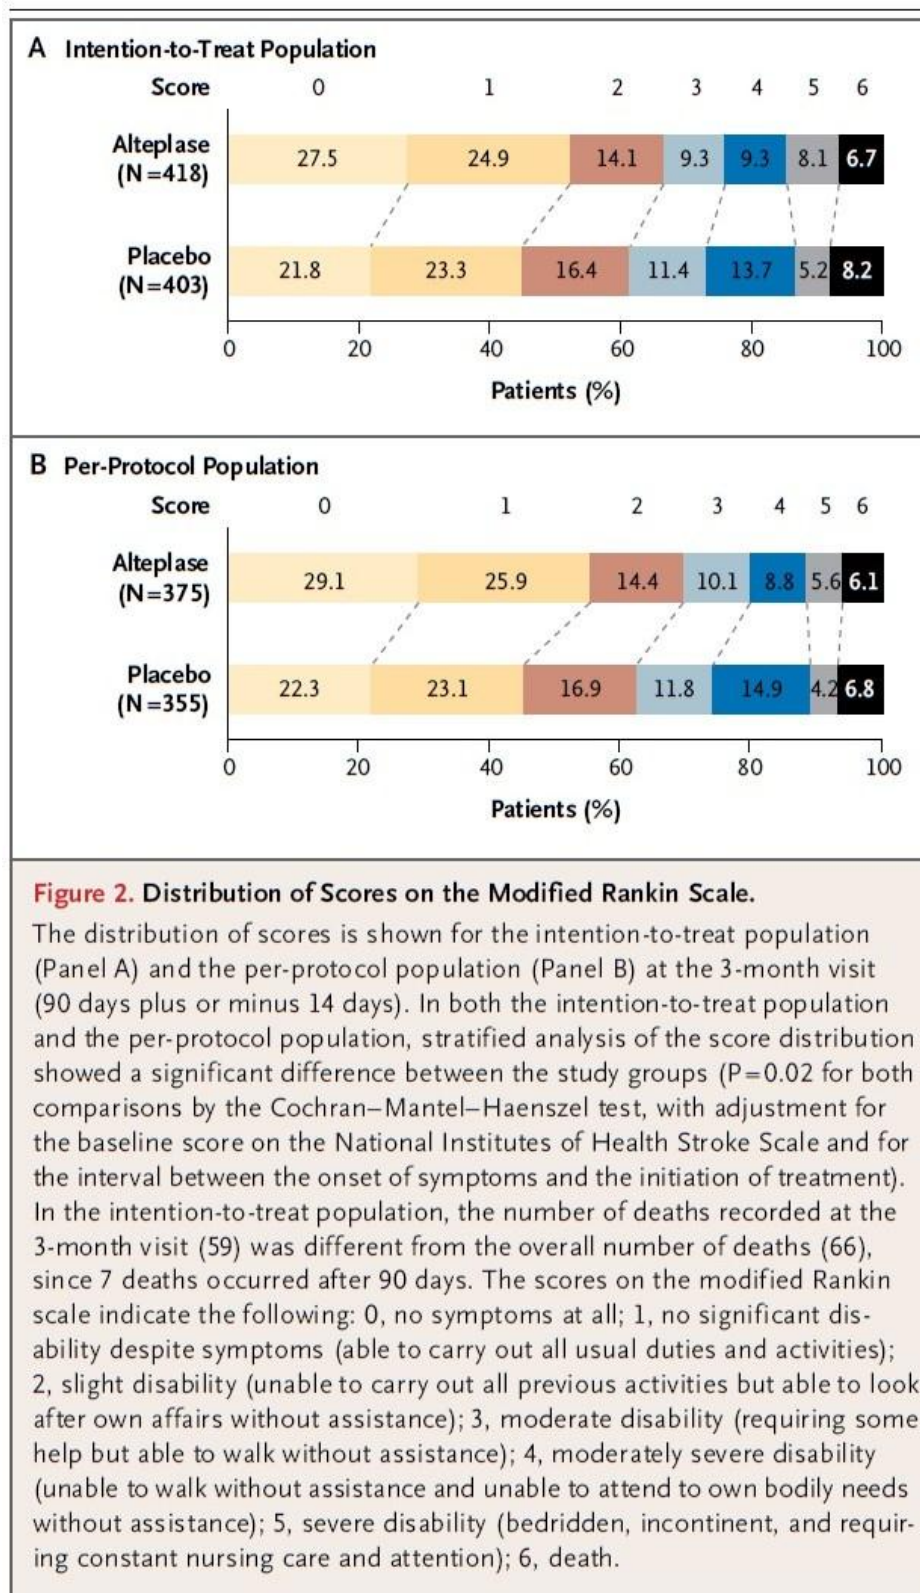 A Intention-to-Treat Population
Score 0 1 2 3 4 5 6
Alteplase
(N=418)
27.5 24.9 14.1 9.3 9.3 8.1 6.7
Placebo
(N=403)
21.8 23.3 16.4 11.4 13.7 5.2 8.2
0 20 40 60 80 100
Patients (%)
B Per-Protocol Population
Score 0 1 2 3 4 5 6
Alteplase
(N=375)
29.1 25.9 14.4 10.1 8.8 5.6 6.1
Placebo
(N=355)
22.3 23.1 16.9 11.8 14.9 4.2 6.8
0 20 40 60 80 100
Patients (%)
Figure 2. Distribution of Scores on the Modified Rankin Scale.
The distribution of scores is shown for the intention-to-treat population
(Panel A) and the per-protocol population (Panel B) at the 3-month visit
(90 days plus or minus 14 days). In both the intention-to-treat population
and the per-protocol population, stratified analysis of the score distribution
showed a significant difference between the study groups (P=0.02 for both
comparisons by the Cochran–Mantel–Haenszel test, with adjustment for
the baseline score on the National Institutes of Health Stroke Scale and for
the interval between the onset of symptoms and the initiation of treatment).
In the intention-to-treat population, the number of deaths recorded at the
3-month visit (59) was different from the overall number of deaths (66),
since 7 deaths occurred after 90 days. The scores on the modified Rankin
scale indicate the following: 0, no symptoms at all; 1, no significant dis-
ability despite symptoms (able to carry out all usual duties and activities);
2, slight disability (unable to carry out all previous activities but able to look
after own affairs without assistance); 3, moderate disability (requiring some
help but able to walk without assistance); 4, moderately severe disability
(unable to walk without assistance and unable to attend to own bodily needs
without assistance); 5, severe disability (bedridden, incontinent, and requir-
ing constant nursing care and attention); 6, death.